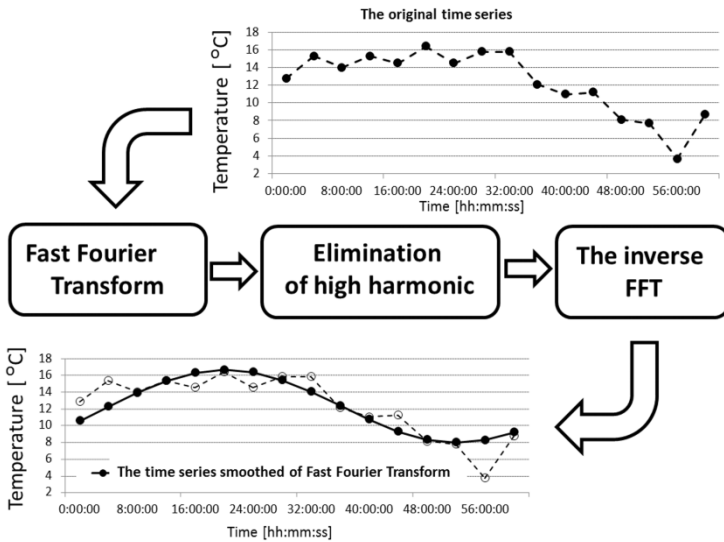 The original time series
Temperature [ °C]
18
16
14
12
10
8
6
4
2
0:00:00 8:00:00 16:00:00 24:00:00 32:00:00 40:00:00 48:00:00 56:00:00
Time [hh:mm:ss]
Fast Fourier
Transform
Elimination
of high harmonic
The inverse
FFT
Temperature [ °C]
18
16
14
12
10
8
6
4
2
The time series smoothed of Fast Fourier Transform
0:00:00 8:00:00 16:00:00 24:00:00 32:00:00 40:00:00 48:00:00 56:00:00
Time [hh:mm:ss]